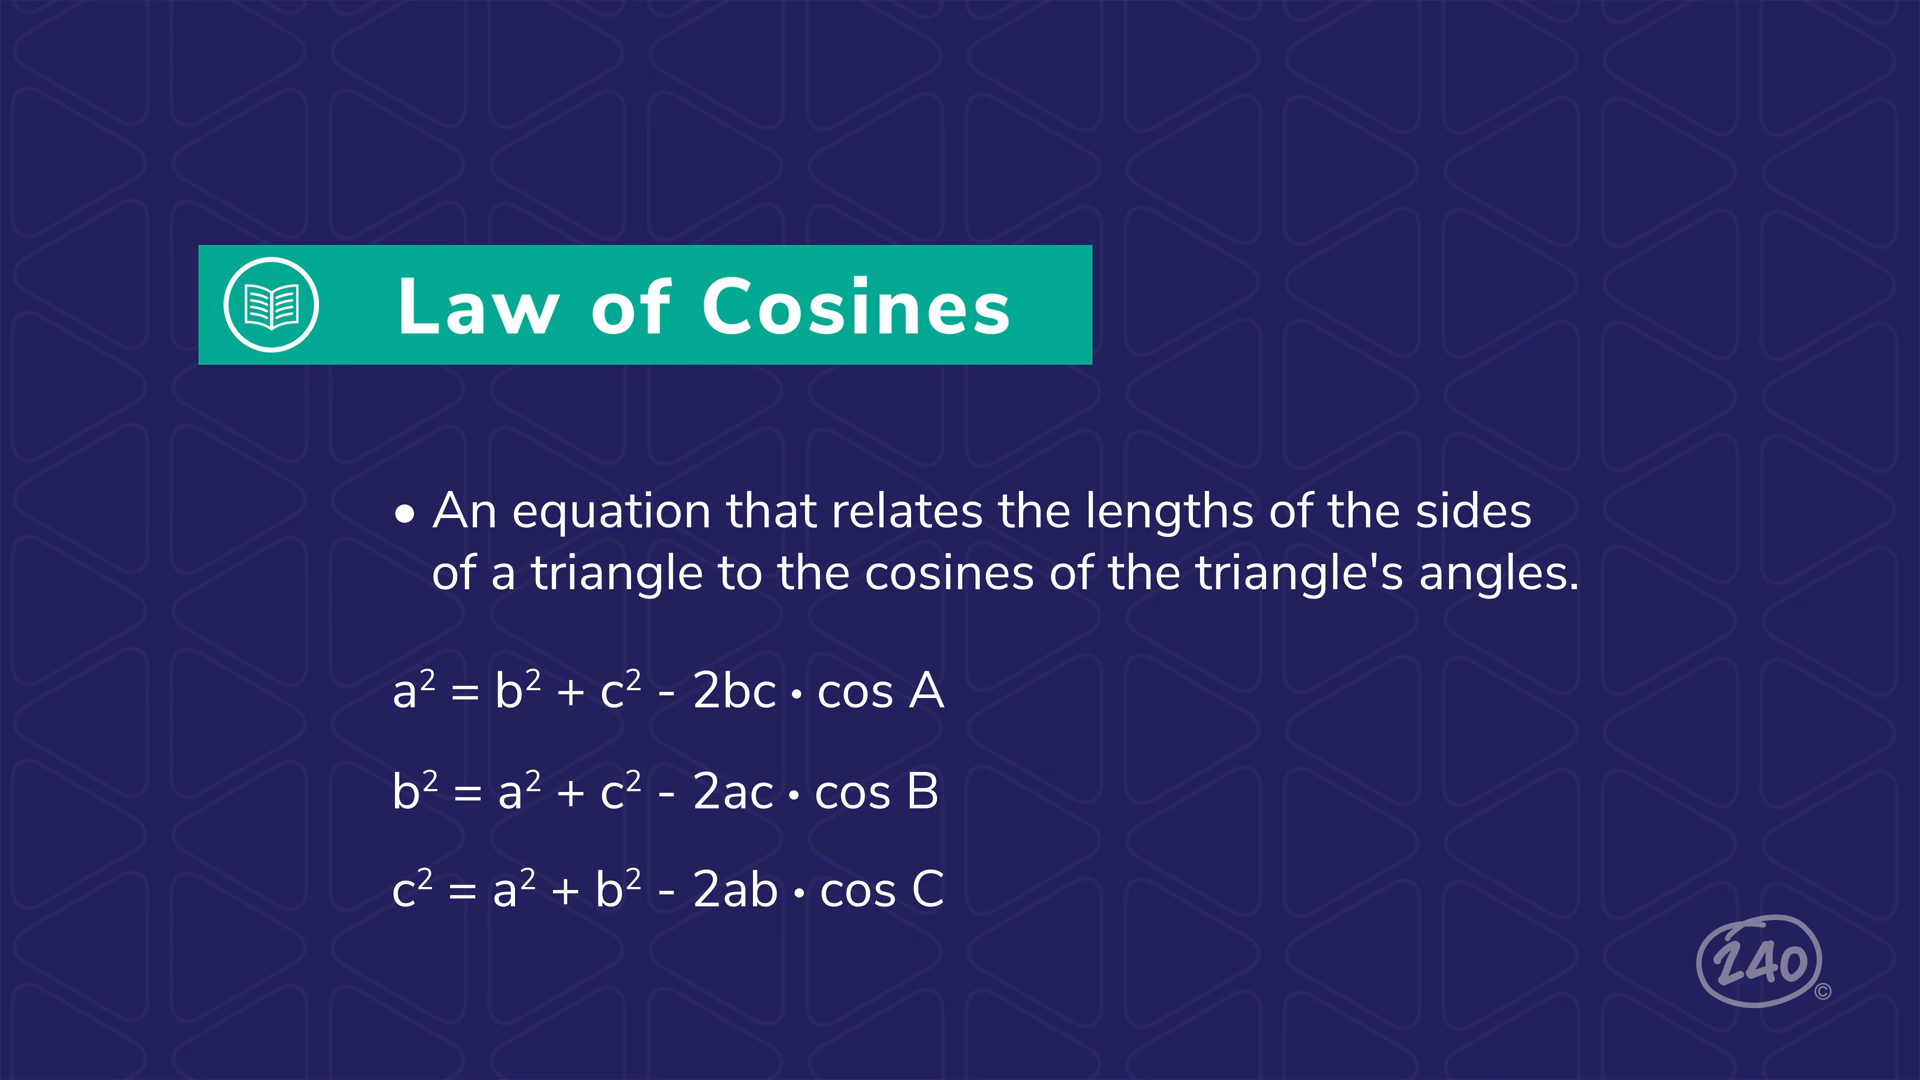 Law of Cosines
• An equation that relates the lengths of the sides
of a triangle to the cosines of the triangle's angles.
a² = b² + c² - 2bc · cos A
b² = a² + c² - 2ac · cos B
c² = a² + b² - 2ab · cos C
240 ©